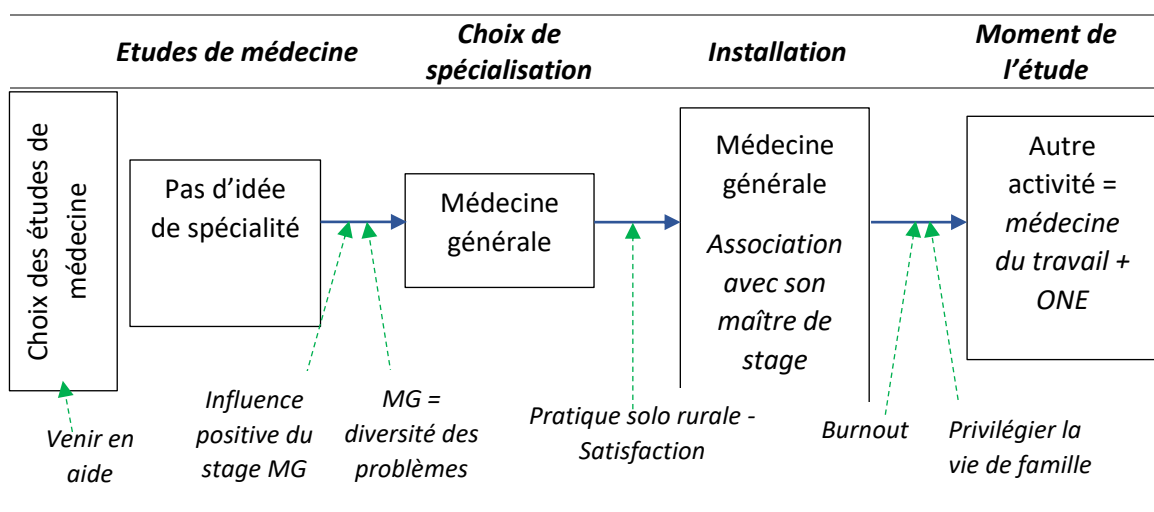 Etudes de médecine
Choix de
spécialisation
Installation
Moment de
l'étude
Choix des études de
médecine
Pas d'idée
de spécialité
Médecine
générale
Médecine
générale
Association
avec son
maître de
stage
Autre
activité =
médecine
du travail +
ONE
Venir en
aide
Influence
positive du
stage MG
MG =
diversité des
problèmes
Pratique solo rurale -
Satisfaction
Burnout
Privilégier la
vie de famille